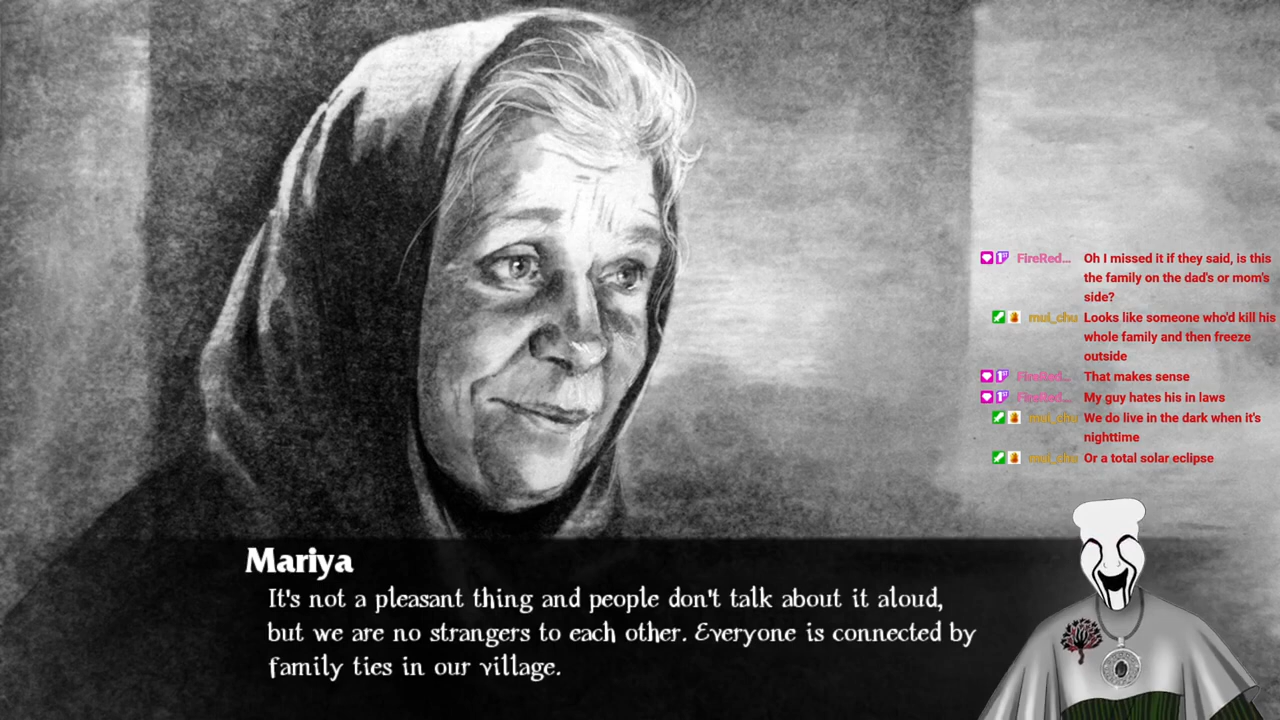 FireRed... Oh I missed it if they said, is this
the family on the dad's or mom's
side?
mui_chu Looks like someone who'd kill his
whole family and then freeze
outside
FireRed... That makes sense
FireRed... My guy hates his in laws
mui_chu We do live in the dark when it's
nighttime
mui_chu Or a total solar eclipse
Mariya
It's not a pleasant thing and people don't talk about it aloud,
but we are no strangers to each other. Everyone is connected by
family ties in our village.